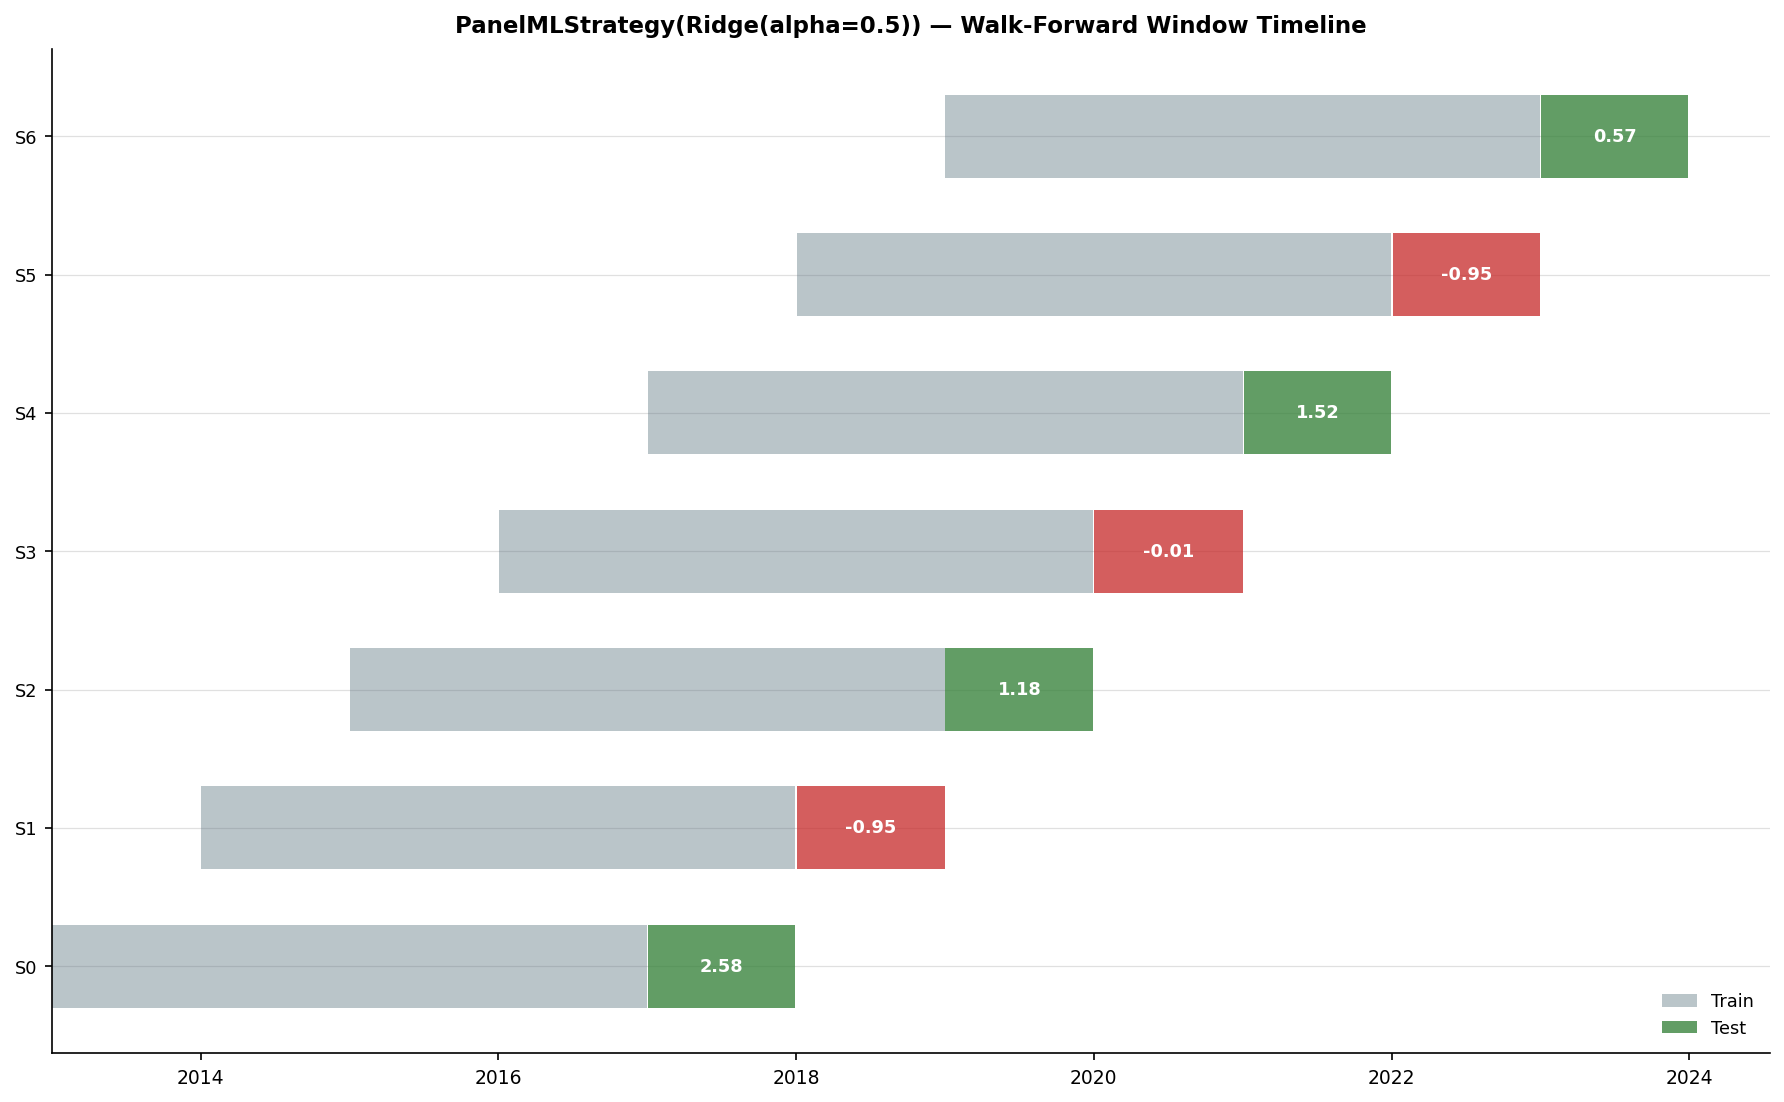 PanelMLStrategy(Ridge(alpha=0.5)) — Walk-Forward Window Timeline
S6
0.57
S5
-0.95
S4
1.52
S3
-0.01
S2
1.18
S1
-0.95
S0
2.58
Train
Test
2014 2016 2018 2020 2022 2024